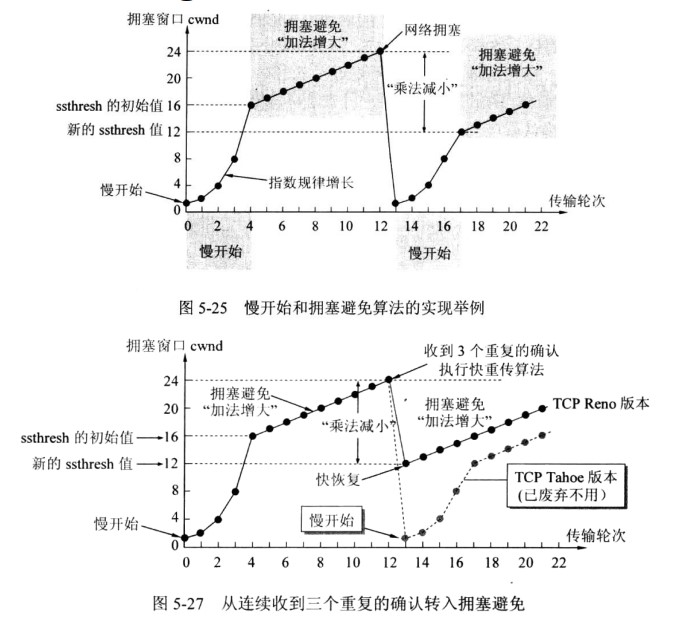 拥塞窗口 cwnd
拥塞避免
“加法增大”
网络拥塞
拥塞避免
“加法增大”
“乘法减小”
24
20
ssthresh 的初始值 16
新的 ssthresh 值 12
8
4
0
慢开始
指数规律增长
传输轮次
0 2 4 6 8 10 12 14 16 18 20 22
慢开始
慢开始
图 5-25 慢开始和拥塞避免算法的实现举例
拥塞窗口 cwnd
收到 3 个重复的确认
执行快重传算法
24
20
拥塞避免
“加法增大”
“乘法减小”
拥塞避免
“加法增大”
TCP Reno 版本
ssthresh 的初始值 16
新的 ssthresh 值 12
快恢复
TCP Tahoe 版本
(已废弃不用)
8
4
0
慢开始
慢开始
传输轮次
0 2 4 6 8 10 12 14 16 18 20 22
图 5-27 从连续收到三个重复的确认转入拥塞避免